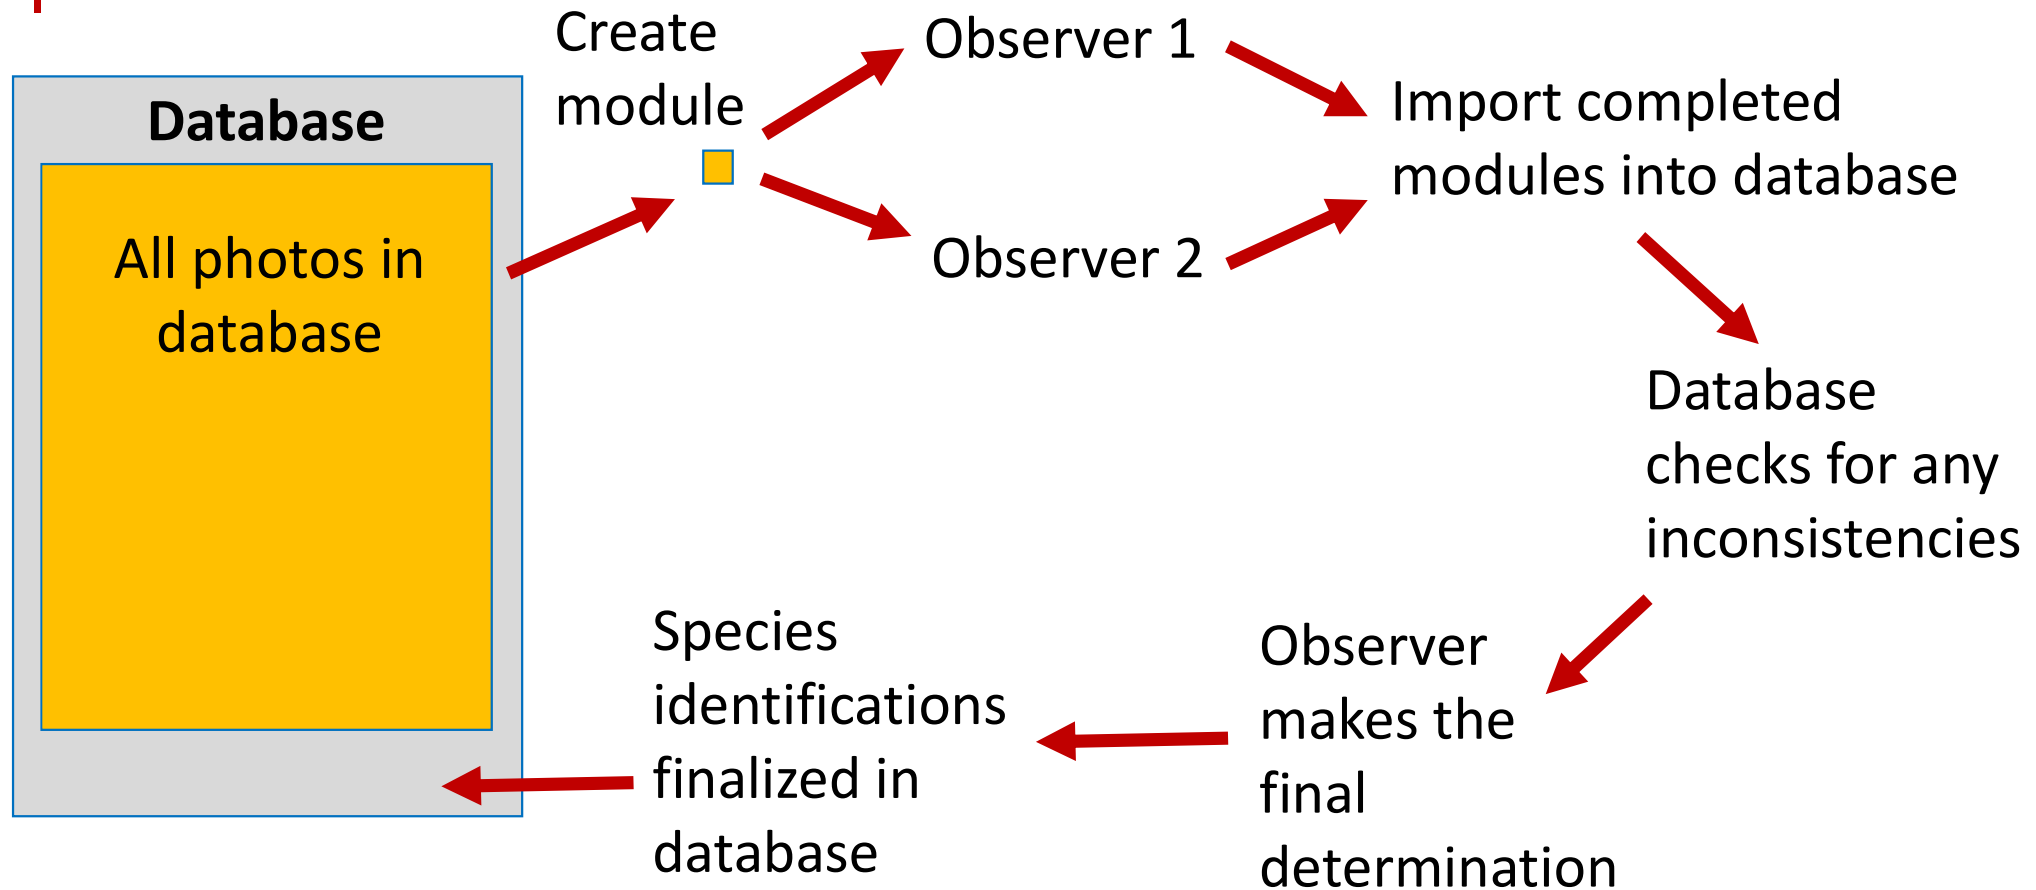 Database
All photos in
database
Create
module
Observer 1
Observer 2
Import completed
modules into database
Database
checks for any
inconsistencies
Observer
makes the
final
determination
Species
identifications
finalized in
database